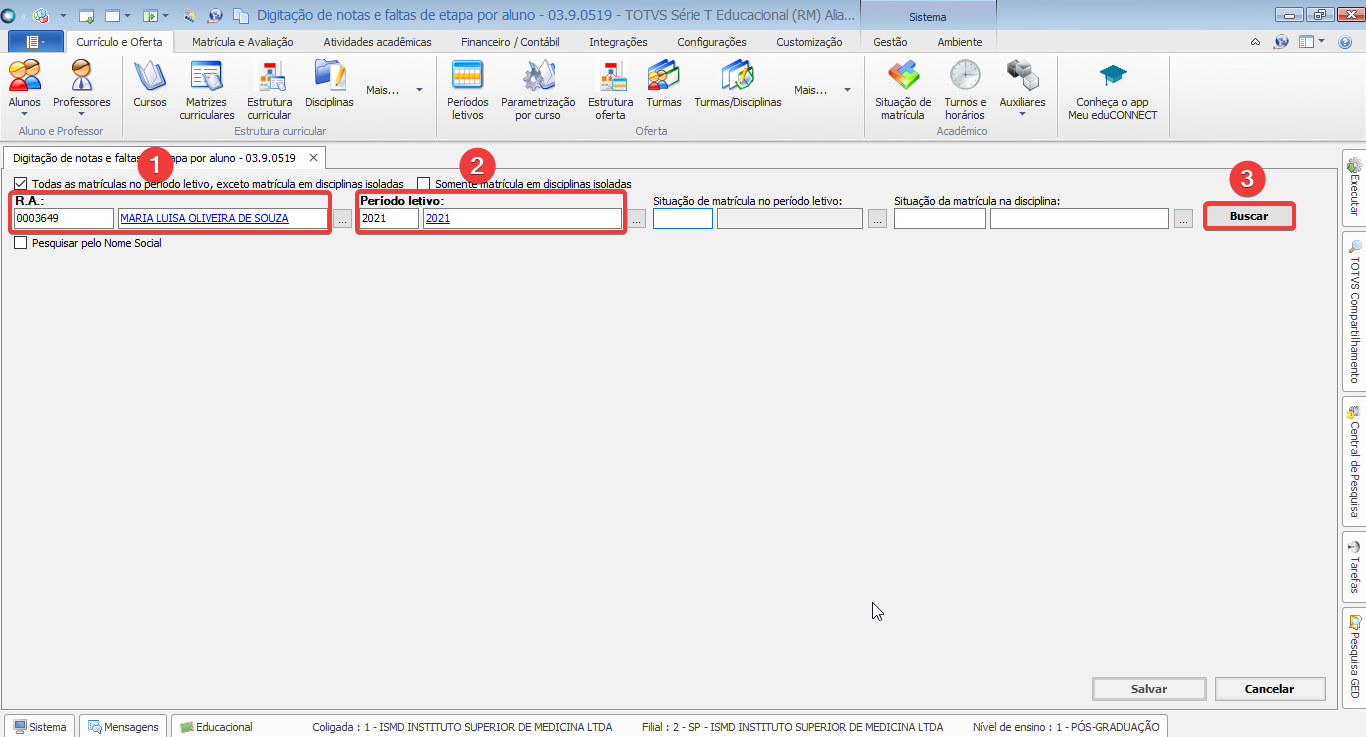 Digitação de notas e faltas de etapa por aluno - 03.9.0519 - TOTVS Série T Educacional (RM) Alia...
Sistema
Currículo e Oferta
Matrícula e Avaliação
Atividades acadêmicas
Financeiro / Contábil
Integrações
Configurações
Customização
Gestão
Ambiente
Alunos
Professores
Cursos
Matrizes curriculares
Estrutura curricular
Disciplinas
Mais...
Períodos letivos
Parametrização por curso
Estrutura oferta
Turmas
Turmas/Disciplinas
Mais...
Situação de matrícula
Turnos e horários
Auxiliares
Conheça o app Meu eduCONNECT
Aluno e Professor
Estrutura curricular
Oferta
Acadêmico
Digitação de notas e faltas de etapa por aluno - 03.9.0519
1
2
3
Todas as matrículas no período letivo, exceto matrícula em disciplinas isoladas
Somente matrícula em disciplinas isoladas
R.A.:
Período letivo:
Situação de matrícula no período letivo:
Situação da matrícula na disciplina:
0003649
MARIA LUISA OLIVEIRA DE SOUZA
...
2021
2021
...
...
...
Buscar
Pesquisar pelo Nome Social
Executar
TOTVS Compartilhamento
Central de Pesquisa
Tarefas
Pesquisa GED
Salvar
Cancelar
Sistema
Mensagens
Educacional
Coligada : 1 - ISMD INSTITUTO SUPERIOR DE MEDICINA LTDA
Filial : 2 - SP - ISMD INSTITUTO SUPERIOR DE MEDICINA LTDA
Nível de ensino : 1 - PÓS-GRADUAÇÃO